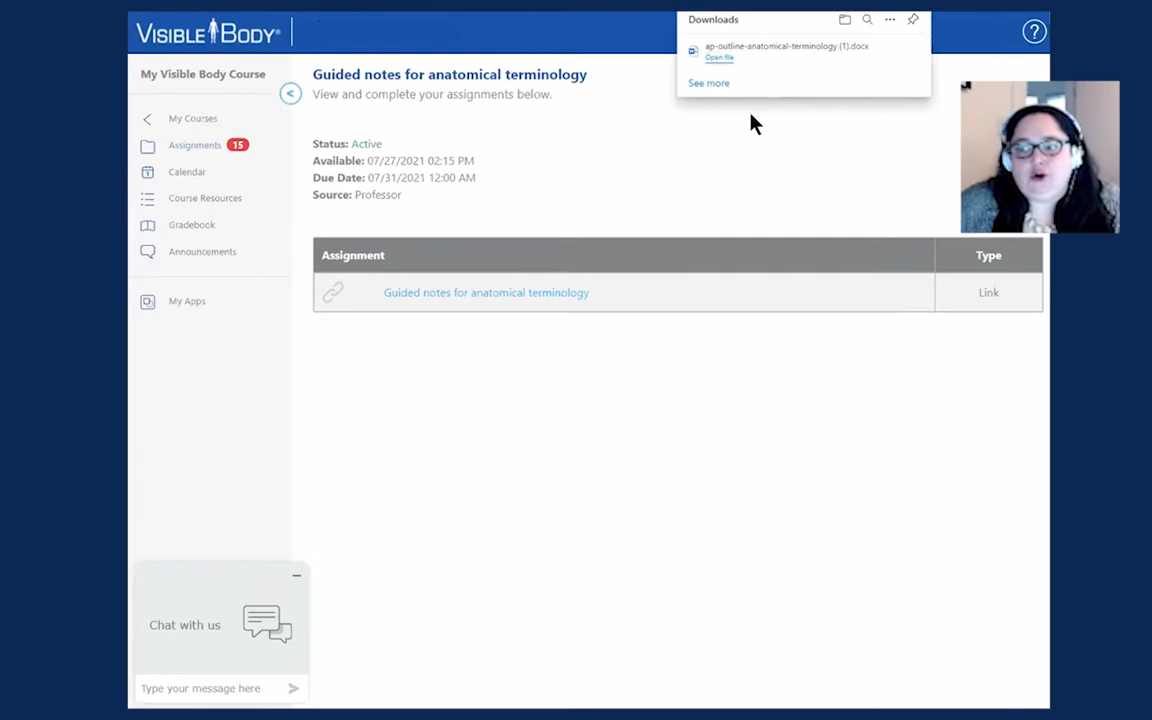 VISIBLE BODY®
Downloads
ap-outline-anatomical-terminology (1).docx
Open file
See more
?
My Visible Body Course
<
Guided notes for anatomical terminology
View and complete your assignments below.
My Courses
Assignments 15
Calendar
Course Resources
Gradebook
Announcements
My Apps
Status: Active
Available: 07/27/2021 02:15 PM
Due Date: 07/31/2021 12:00 AM
Source: Professor
Assignment Type
Guided notes for anatomical terminology Link
Chat with us
Type your message here